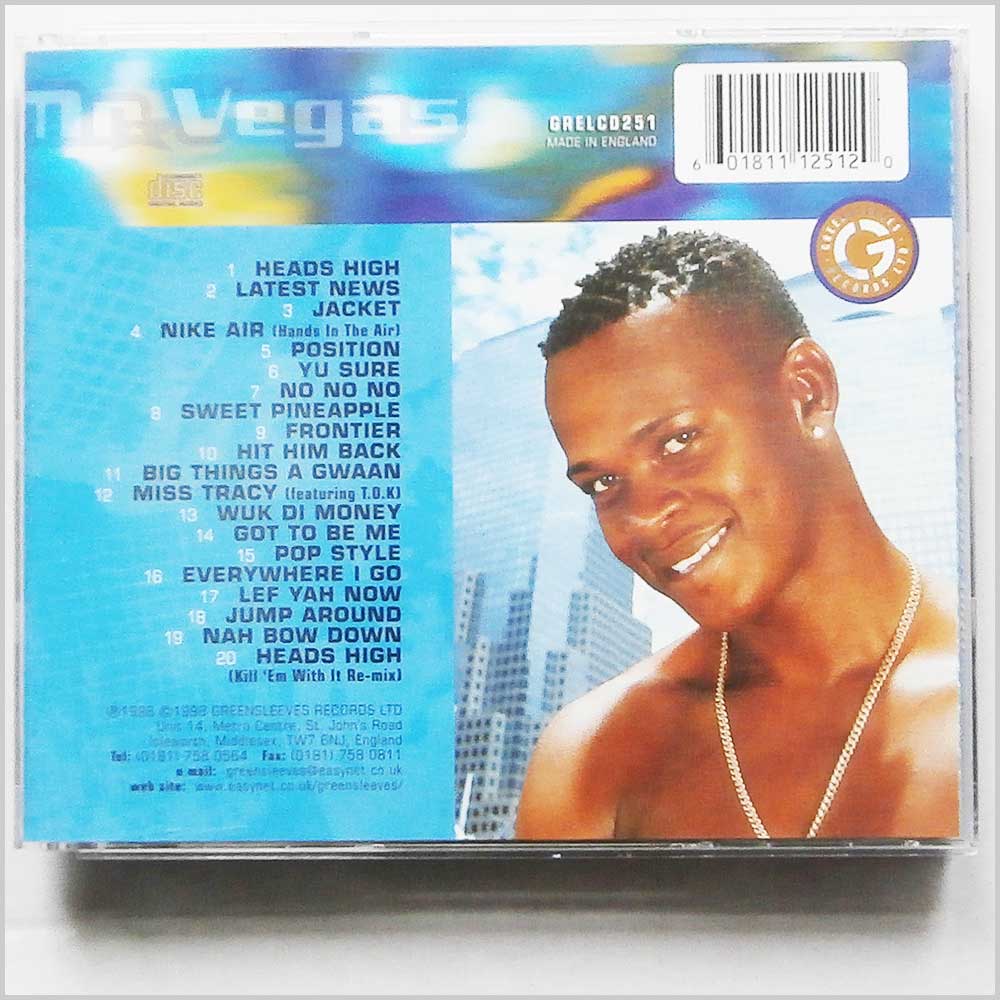 Mr Vegas
GRELCD251
MADE IN ENGLAND
6 01811 12512 0
disc
DIGITAL AUDIO
GREENSLEEVES
G
RECORDS LTD
1 HEADS HIGH
2 LATEST NEWS
3 JACKET
4 NIKE AIR (Hands In The Air)
5 POSITION
6 YU SURE
7 NO NO NO
8 SWEET PINEAPPLE
9 FRONTIER
10 HIT HIM BACK
11 BIG THINGS A GWAAN
12 MISS TRACY (featuring T.O.K)
13 WUK DI MONEY
14 GOT TO BE ME
15 POP STYLE
16 EVERYWHERE I GO
17 LEF YAH NOW
18 JUMP AROUND
19 NAH BOW DOWN
20 HEADS HIGH
(Kill 'Em With It Re-mix)
℗1998 ©1998 GREENSLEEVES RECORDS LTD
Unit 14, Metro Centre, St. John's Road
Isleworth, Middlesex, TW7 6NJ, England
Tel: (0181) 758 0564 Fax: (0181) 758 0811
e mail: greensleeves@easynet.co.uk
web site: www.easynet.co.uk/greensleeves/